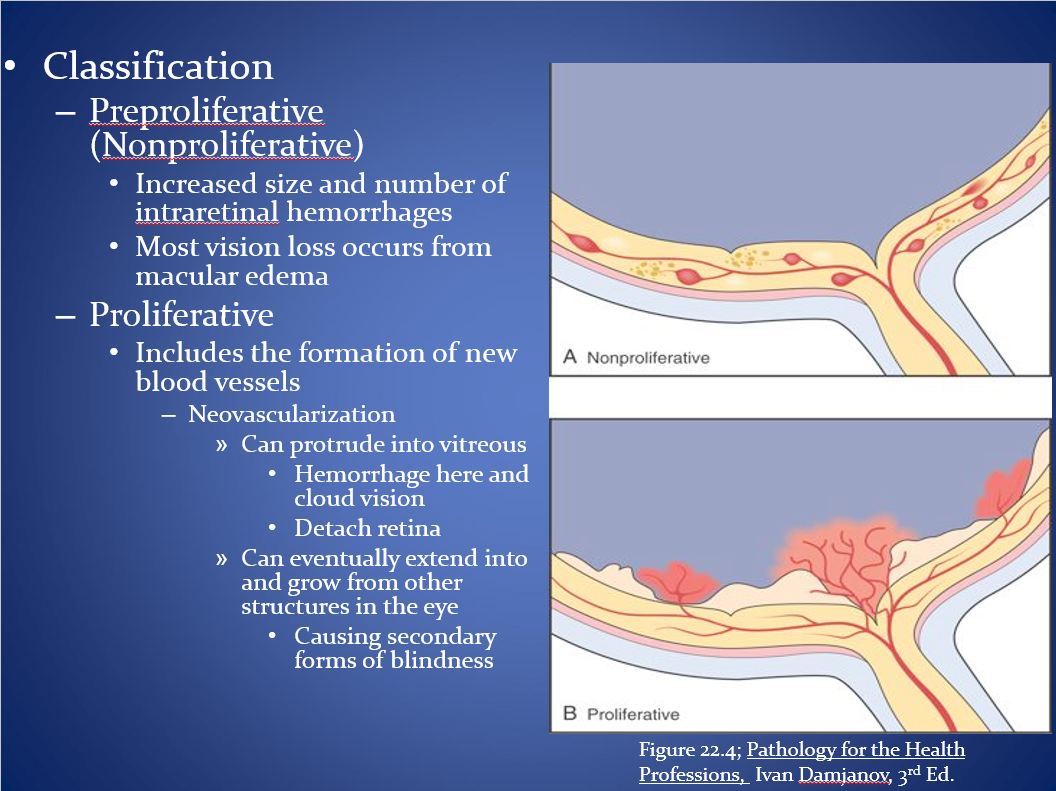 • Classification
– Preproliferative
(Nonproliferative)
• Increased size and number of
intraretinal hemorrhages
• Most vision loss occurs from
macular edema
– Proliferative
• Includes the formation of new
blood vessels
– Neovascularization
» Can protrude into vitreous
• Hemorrhage here and
cloud vision
• Detach retina
» Can eventually extend into
and grow from other
structures in the eye
• Causing secondary
forms of blindness
A Nonproliferative
B Proliferative
Figure 22.4; Pathology for the Health
Professions, Ivan Damjanov, 3rd Ed.